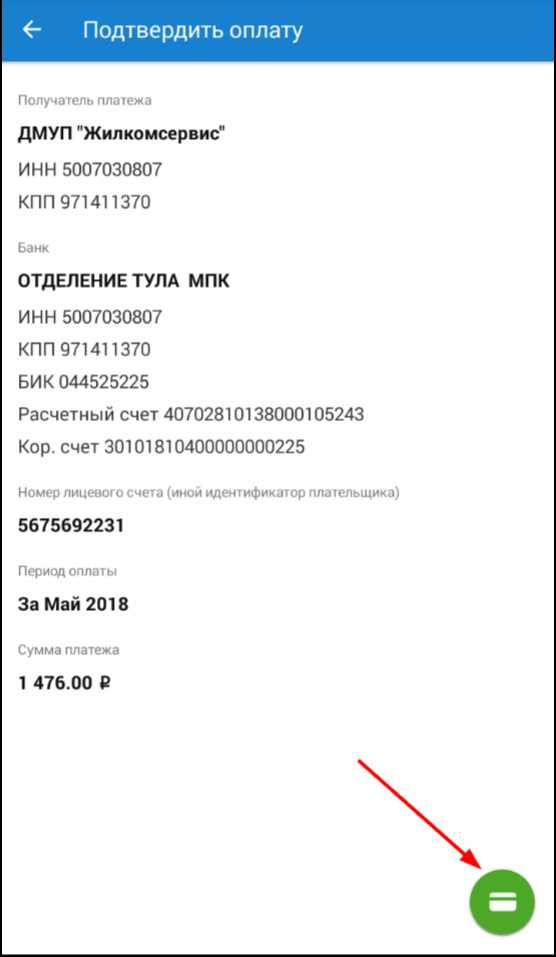 Подтвердить оплату
Получатель платежа
ДМУП "Жилкомсервис"
ИНН 5007030807
КПП 971411370
Банк
ОТДЕЛЕНИЕ ТУЛА МПК
ИНН 5007030807
КПП 971411370
БИК 044525225
Расчетный счет 40702810138000105243
Кор. счет 30101810400000000225
Номер лицевого счета (иной идентификатор плательщика)
5675692231
Период оплаты
За Май 2018
Сумма платежа
1 476.00 ₽